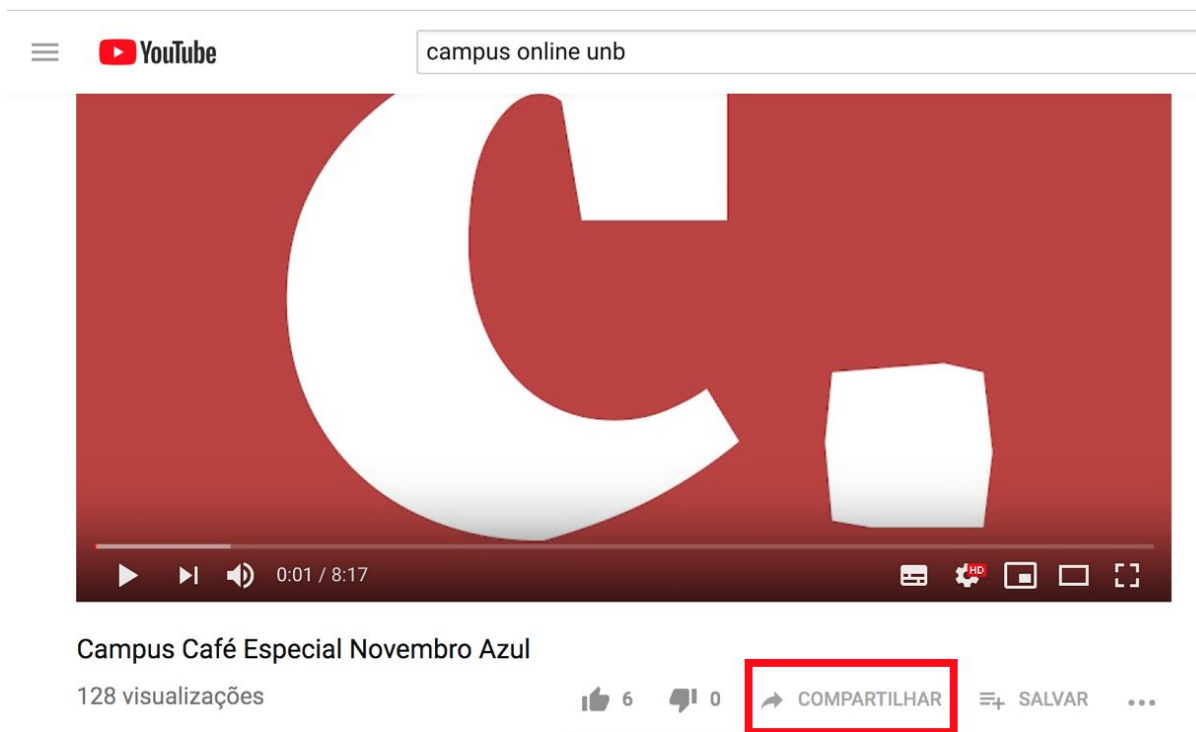 YouTube
campus online unb
C.
0:01 / 8:17
HD
Campus Café Especial Novembro Azul
128 visualizações
6 0 COMPARTILHAR SALVAR